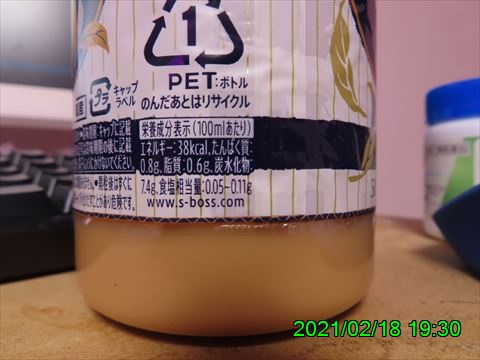 1
PET:ボトル
のんだあとはリサイクル
キャップ
ラベル
プラ
栄養成分表示(100mlあたり)
エネルギー:38kcal、たんぱく質:
0.8g、脂質:0.6g、炭水化物:
7.4g、食塩相当量:0.05~0.11g
www.s-boss.com
2021/02/18 19:30